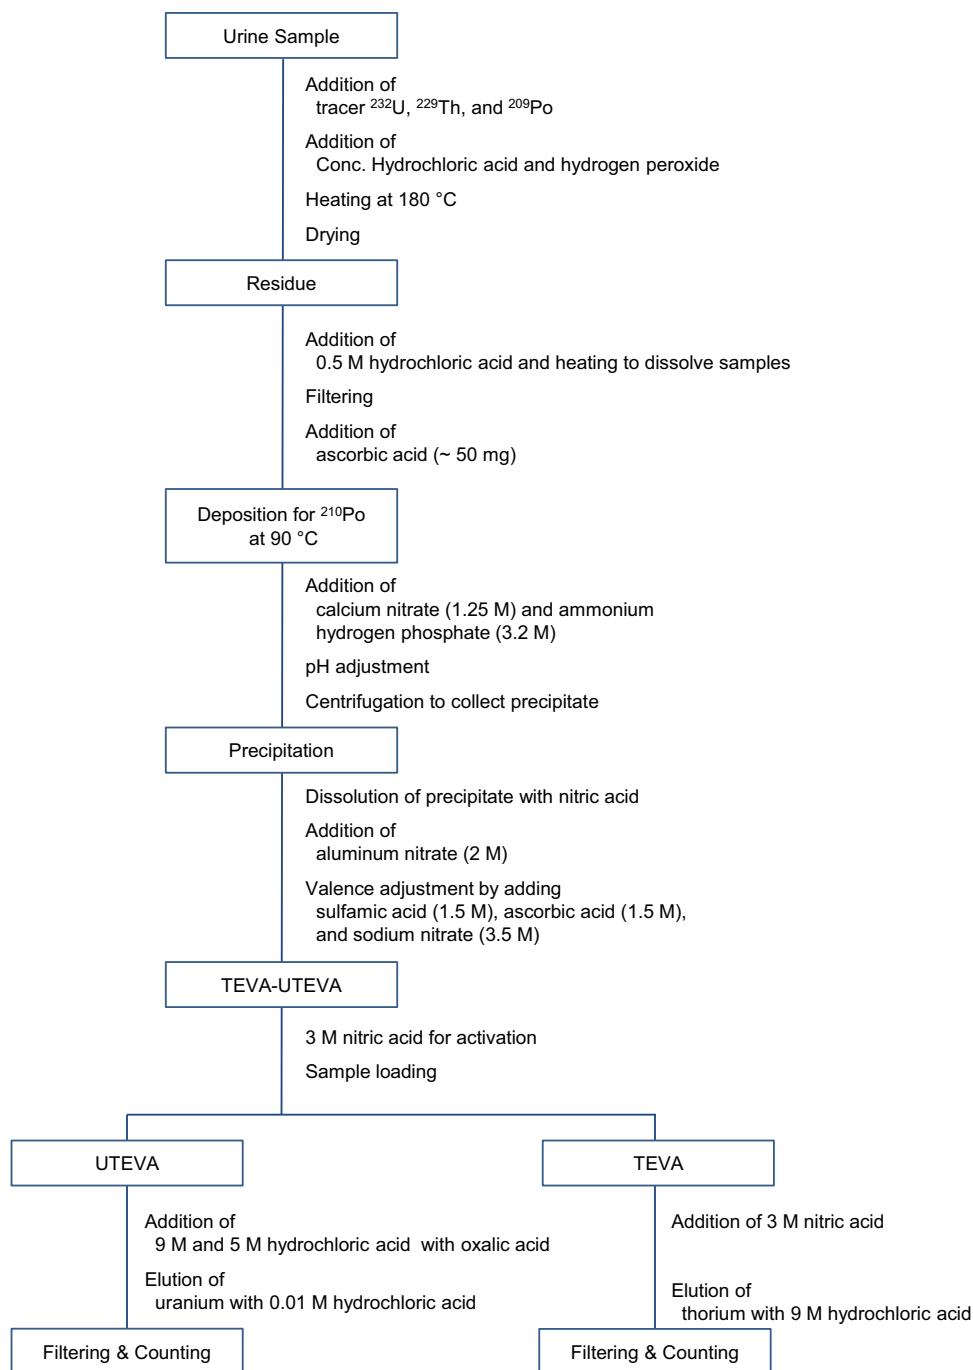 Urine Sample
Addition of
tracer ²³²U, ²²⁹Th, and ²⁰⁹Po
Addition of
Conc. Hydrochloric acid and hydrogen peroxide
Heating at 180 °C
Drying
Residue
Addition of
0.5 M hydrochloric acid and heating to dissolve samples
Filtering
Addition of
ascorbic acid (~ 50 mg)
Deposition for ²¹⁰Po
at 90 °C
Addition of
calcium nitrate (1.25 M) and ammonium
hydrogen phosphate (3.2 M)
pH adjustment
Centrifugation to collect precipitate
Precipitation
Dissolution of precipitate with nitric acid
Addition of
aluminum nitrate (2 M)
Valence adjustment by adding
sulfamic acid (1.5 M), ascorbic acid (1.5 M),
and sodium nitrate (3.5 M)
TEVA-UTEVA
3 M nitric acid for activation
Sample loading
UTEVA
Addition of
9 M and 5 M hydrochloric acid with oxalic acid
Elution of
uranium with 0.01 M hydrochloric acid
Filtering & Counting
TEVA
Addition of 3 M nitric acid
Elution of
thorium with 9 M hydrochloric acid
Filtering & Counting